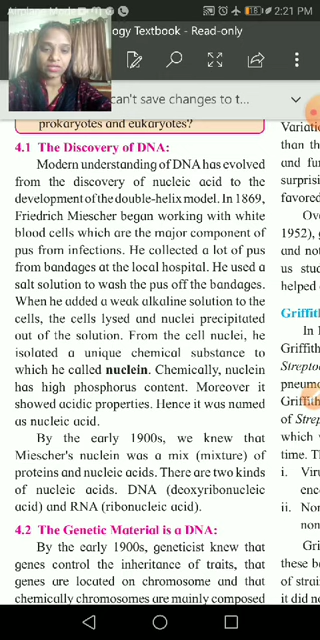 2:21 PM
ogy Textbook - Read-only
can't save changes to t...
prokaryotes and eukaryotes?
4.1 The Discovery of DNA:
Modern understanding of DNA has evolved
from the discovery of nucleic acid to the
development of the double-helix model. In 1869,
Friedrich Miescher began working with white
blood cells which are the major component of
pus from infections. He collected a lot of pus
from bandages at the local hospital. He used a
salt solution to wash the pus off the bandages.
When he added a weak alkaline solution to the
cells, the cells lysed and nuclei precipitated
out of the solution. From the cell nuclei, he
isolated a unique chemical substance to
which he called nuclein. Chemically, nuclein
has high phosphorus content. Moreover it
showed acidic properties. Hence it was named
as nucleic acid.
By the early 1900s, we knew that
Miescher's nuclein was a mix (mixture) of
proteins and nucleic acids. There are two kinds
of nucleic acids. DNA (deoxyribonucleic
acid) and RNA (ribonucleic acid).
4.2 The Genetic Material is a DNA:
By the early 1900s, geneticist knew that
genes control the inheritance of traits, that
genes are located on chromosome and that
chemically chromosomes are mainly composed
Variatio
than th
and fur
surprisi
favored
Ov
1952), g
and not
us stud
helped
Griffith
In 1
Griffith
Strepto
pneumo
Griffith
of Strep
which w
time. Th
i. Viru
enc
ii. Non
non
Gri
these b
of strai
it did no